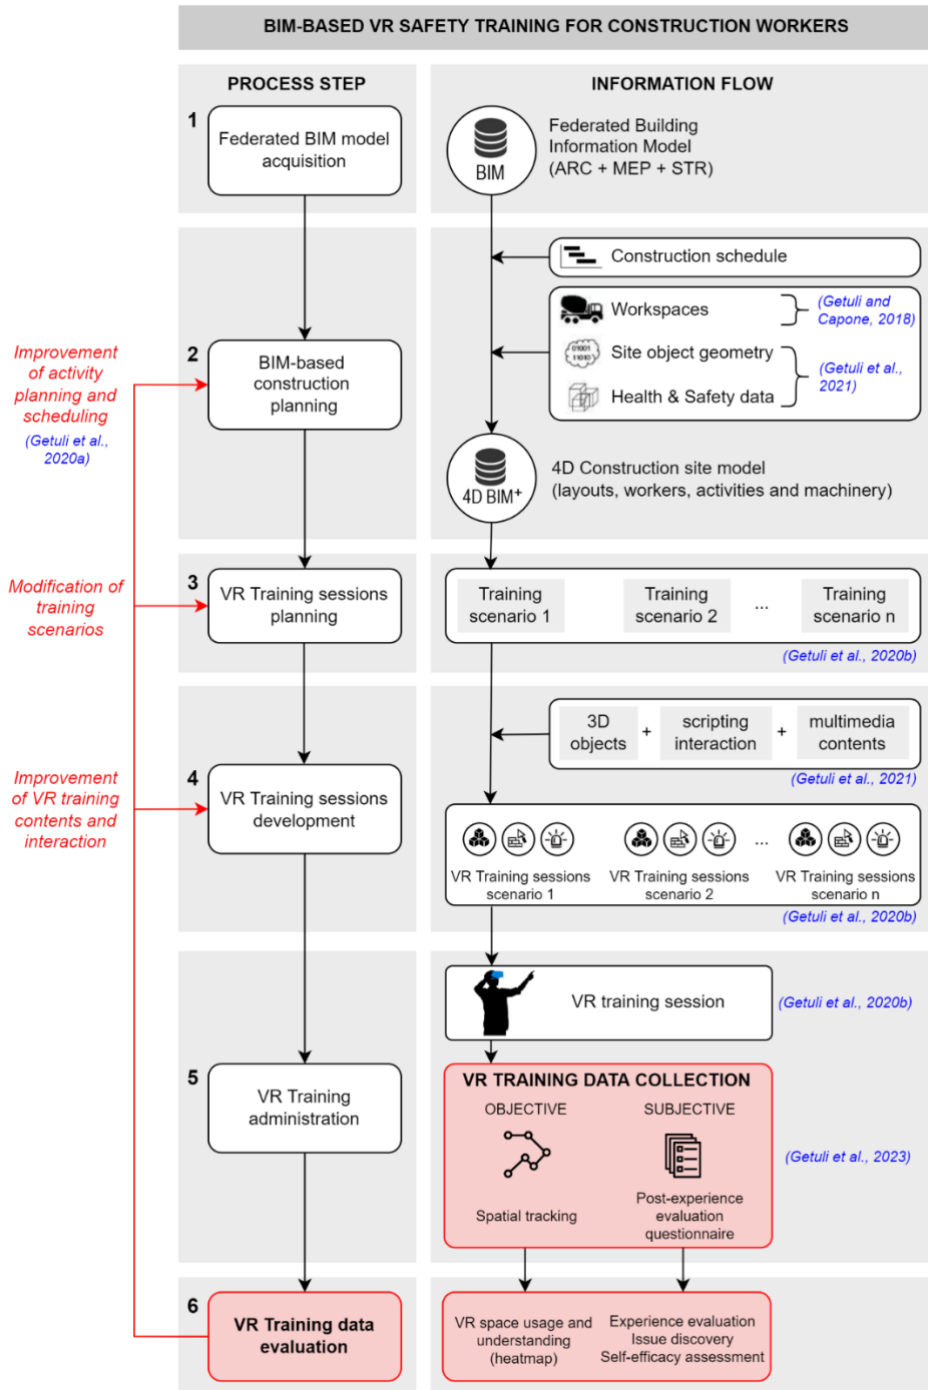 BIM-BASED VR SAFETY TRAINING FOR CONSTRUCTION WORKERS
PROCESS STEP
INFORMATION FLOW
1
Federated BIM model
acquisition
BIM
Federated Building
Information Model
(ARC + MEP + STR)
Construction schedule
Workspaces
(Getuli and
Capone, 2018)
Site object geometry
Health & Safety data
(Getuli et al.,
2021)
01001
11010
2
BIM-based
construction
planning
Improvement
of activity
planning and
scheduling
(Getuli et al.,
2020a)
4D BIM+
4D Construction site model
(layouts, workers, activities and machinery)
3
VR Training sessions
planning
Modification of
training
scenarios
Training
scenario 1
Training
scenario 2
...
Training
scenario n
(Getuli et al., 2020b)
3D
objects
+
scripting
interaction
+
multimedia
contents
(Getuli et al., 2021)
4
VR Training sessions
development
Improvement
of VR training
contents and
interaction
VR Training sessions
scenario 1
VR Training sessions
scenario 2
...
VR Training sessions
scenario n
(Getuli et al., 2020b)
VR training session
(Getuli et al., 2020b)
5
VR Training
administration
VR TRAINING DATA COLLECTION
OBJECTIVE
SUBJECTIVE
Spatial tracking
Post-experience
evaluation
questionnaire
(Getuli et al., 2023)
6
VR Training data
evaluation
VR space usage and
understanding
(heatmap)
Experience evaluation
Issue discovery
Self-efficacy assessment